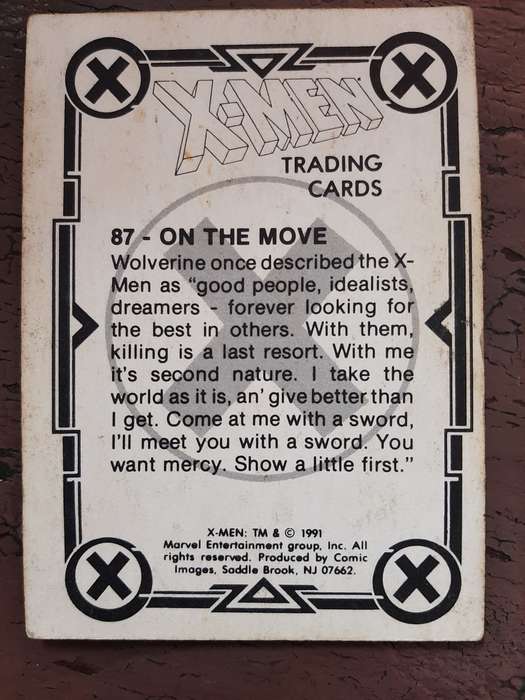 X-MEN
TRADING
CARDS
87 - ON THE MOVE
Wolverine once described the X-
Men as “good people, idealists,
dreamers - forever looking for
the best in others. With them,
killing is a last resort. With me
it’s second nature. I take the
world as it is, an’ give better than
I get. Come at me with a sword,
I’ll meet you with a sword. You
want mercy. Show a little first.”
X-MEN: TM & © 1991
Marvel Entertainment group, Inc. All
rights reserved. Produced by Comic
Images, Saddle Brook, NJ 07662.